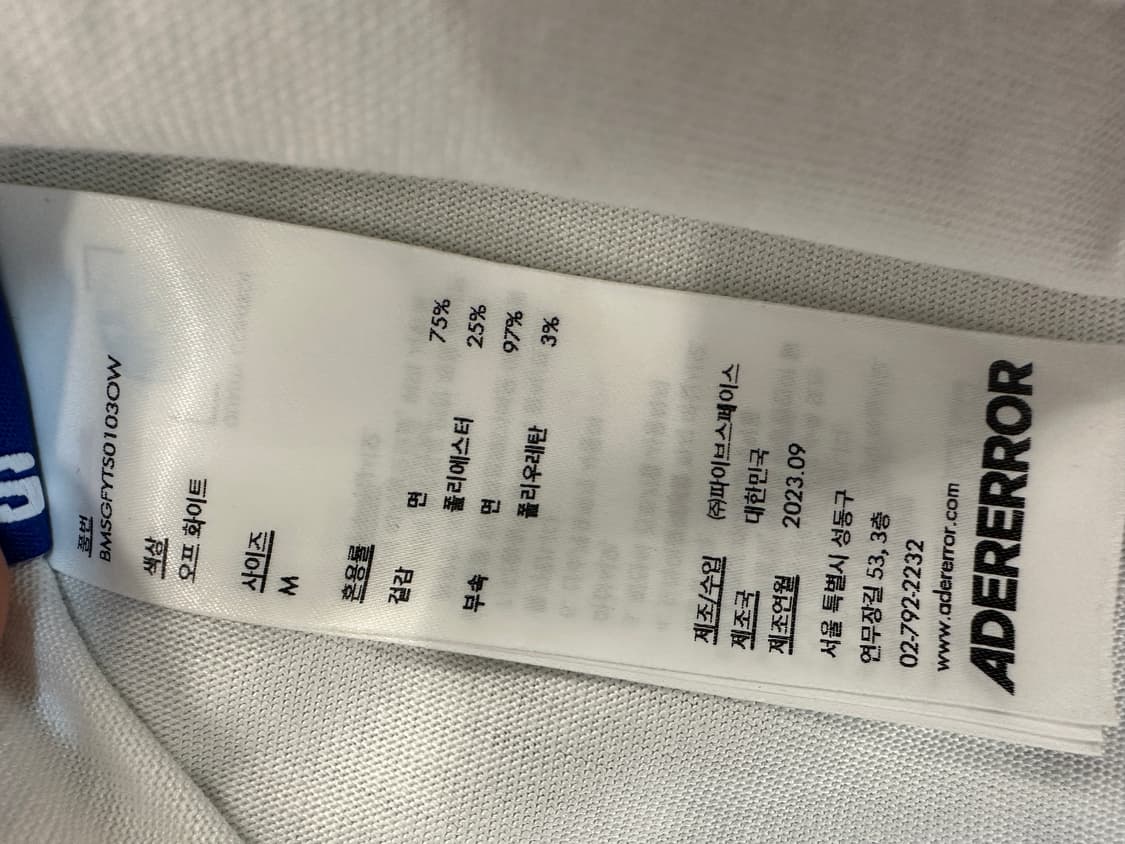 품번
BMSGFYTS0103OW
색상
오프 화이트
사이즈
M
혼용률
겉감 면 75%
폴리에스터 25%
부속 면 97%
폴리우레탄 3%
제조/수입 ㈜파이브스페이스
제조국 대한민국
제조연월 2023.09
서울 특별시 성동구
연무장길 53, 3층
02-792-2232
www.adererror.com
ADERERROR